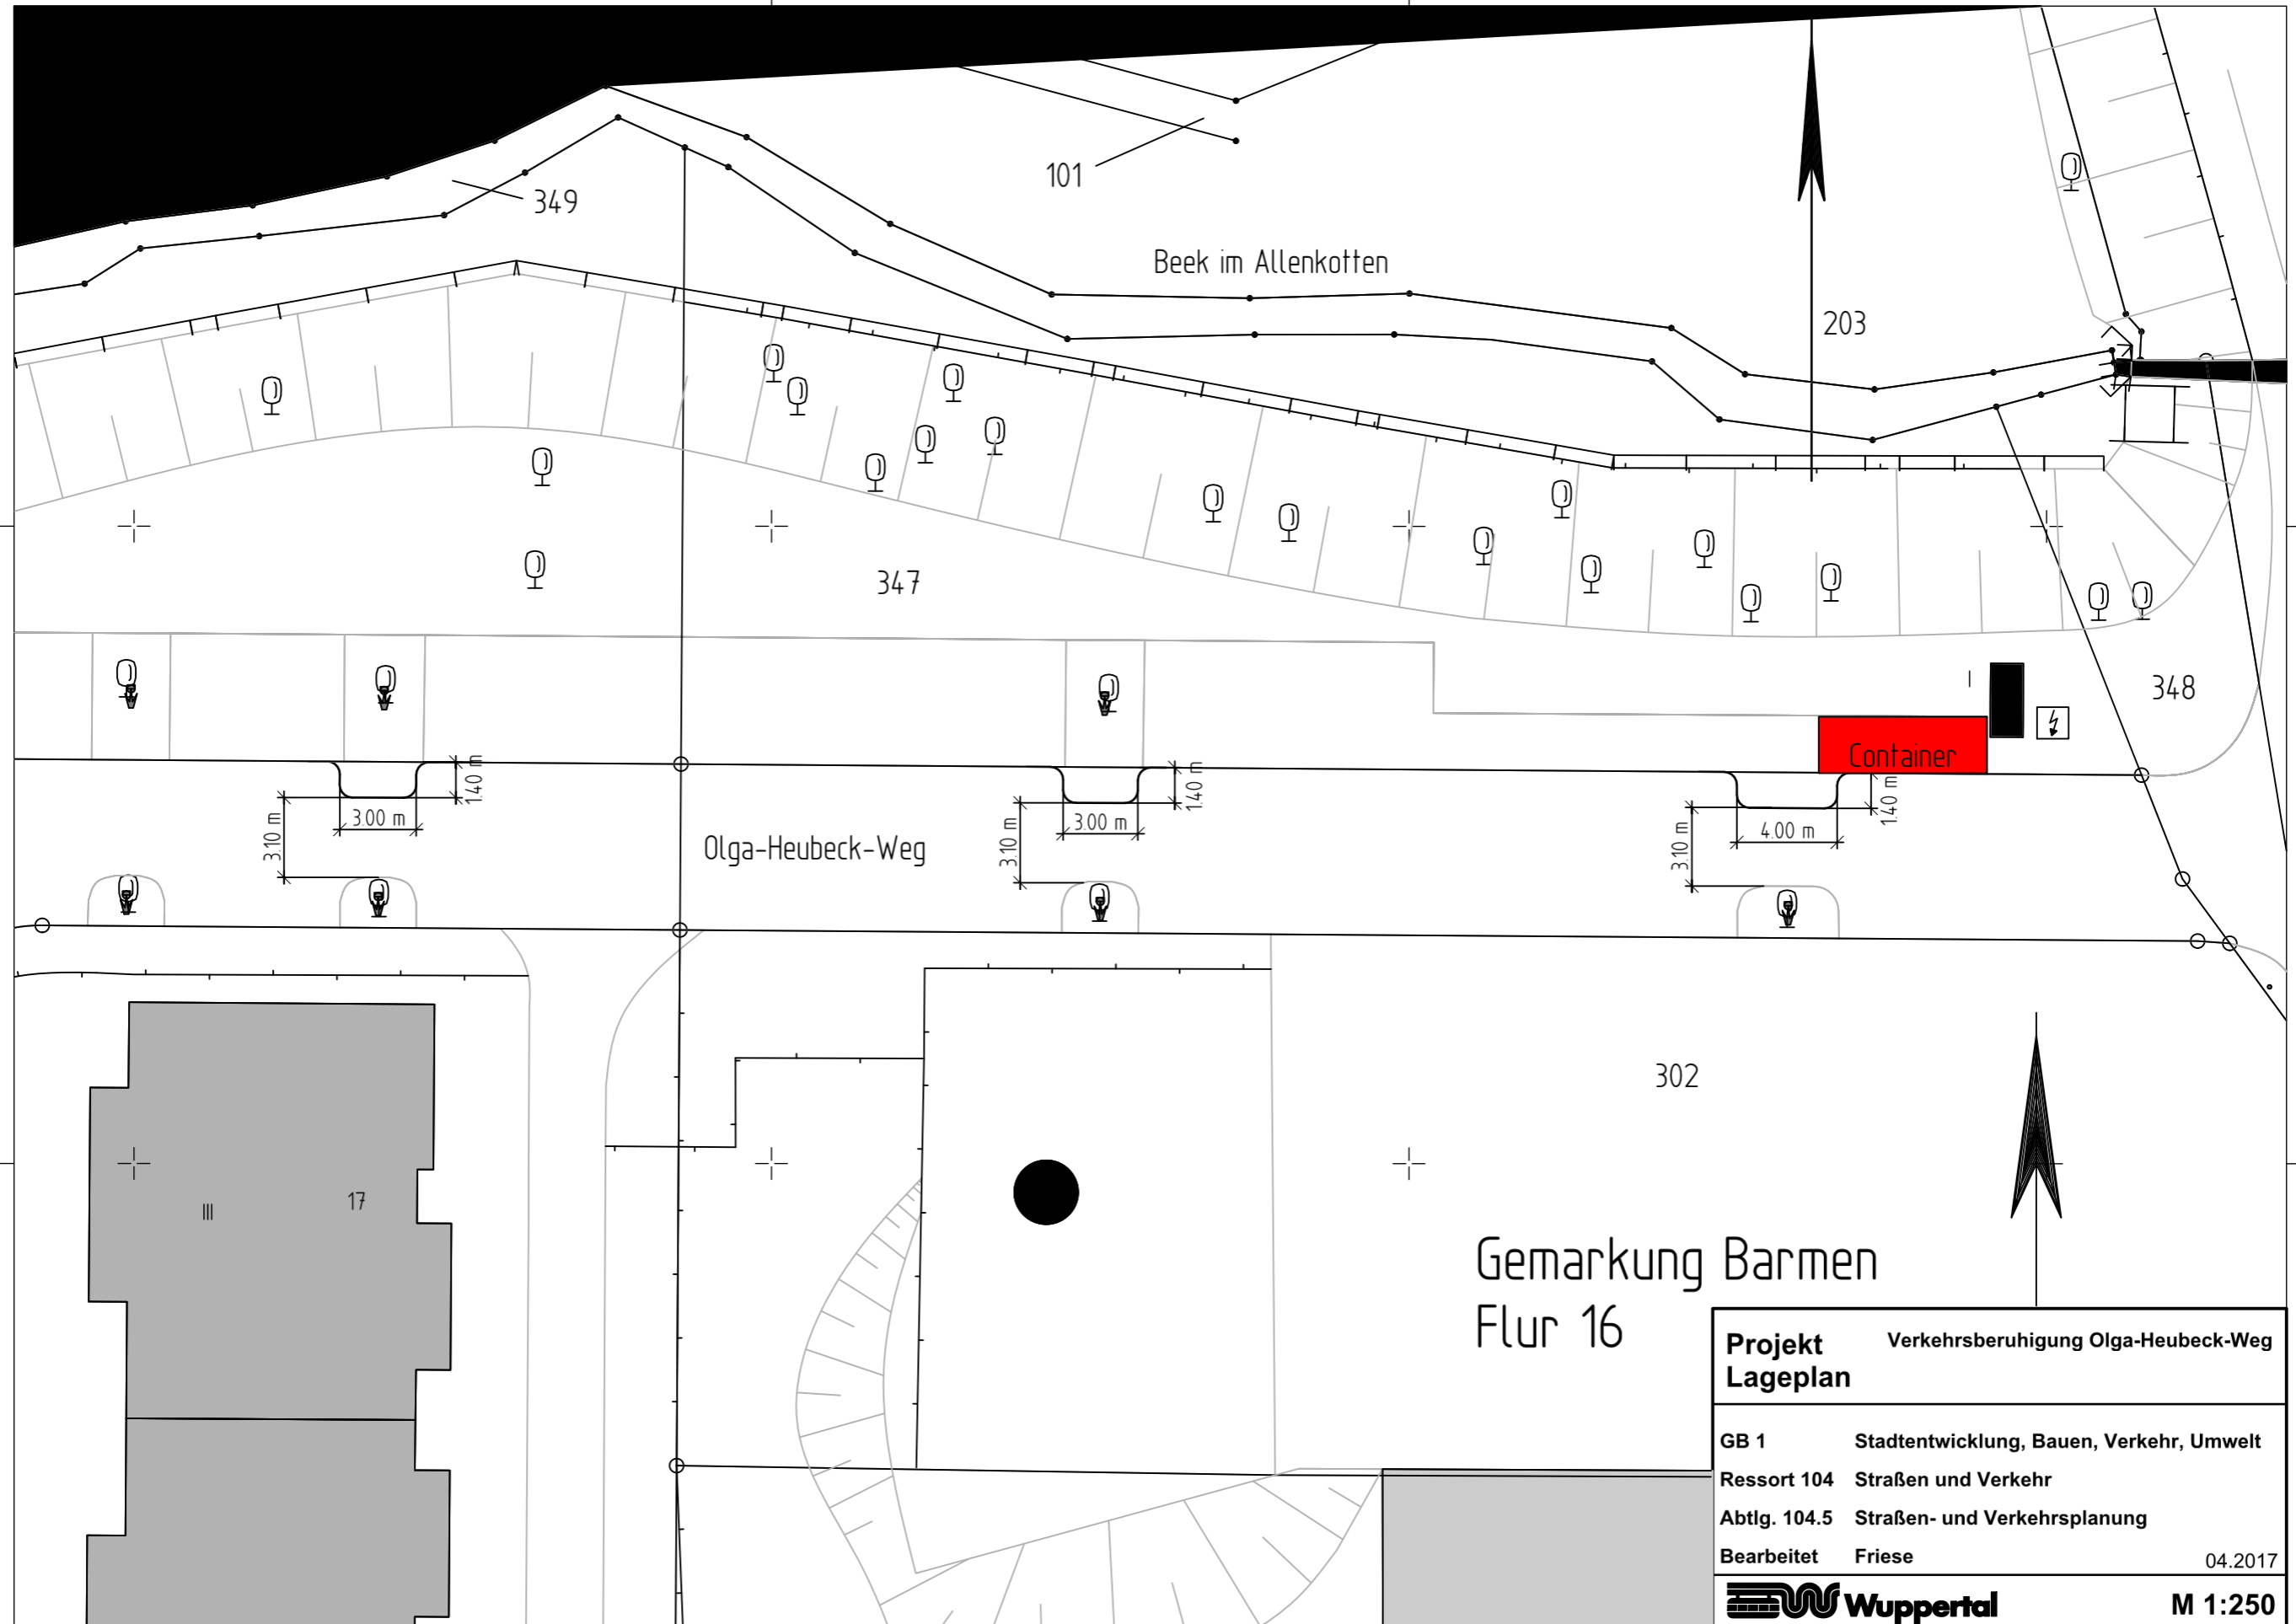 349
101
Beek im Allenkotten
203
347
348
Container
1.40 m
3.00 m
3.10 m
1.40 m
3.00 m
3.10 m
1.40 m
4.00 m
3.10 m
Olga-Heubeck-Weg
302
III
17
Gemarkung Barmen
Flur 16
Projekt Verkehrsberuhigung Olga-Heubeck-Weg
Lageplan
GB 1 Stadtentwicklung, Bauen, Verkehr, Umwelt
Ressort 104 Straßen und Verkehr
Abtlg. 104.5 Straßen- und Verkehrsplanung
Bearbeitet Friese 04.2017
Wuppertal M 1:250